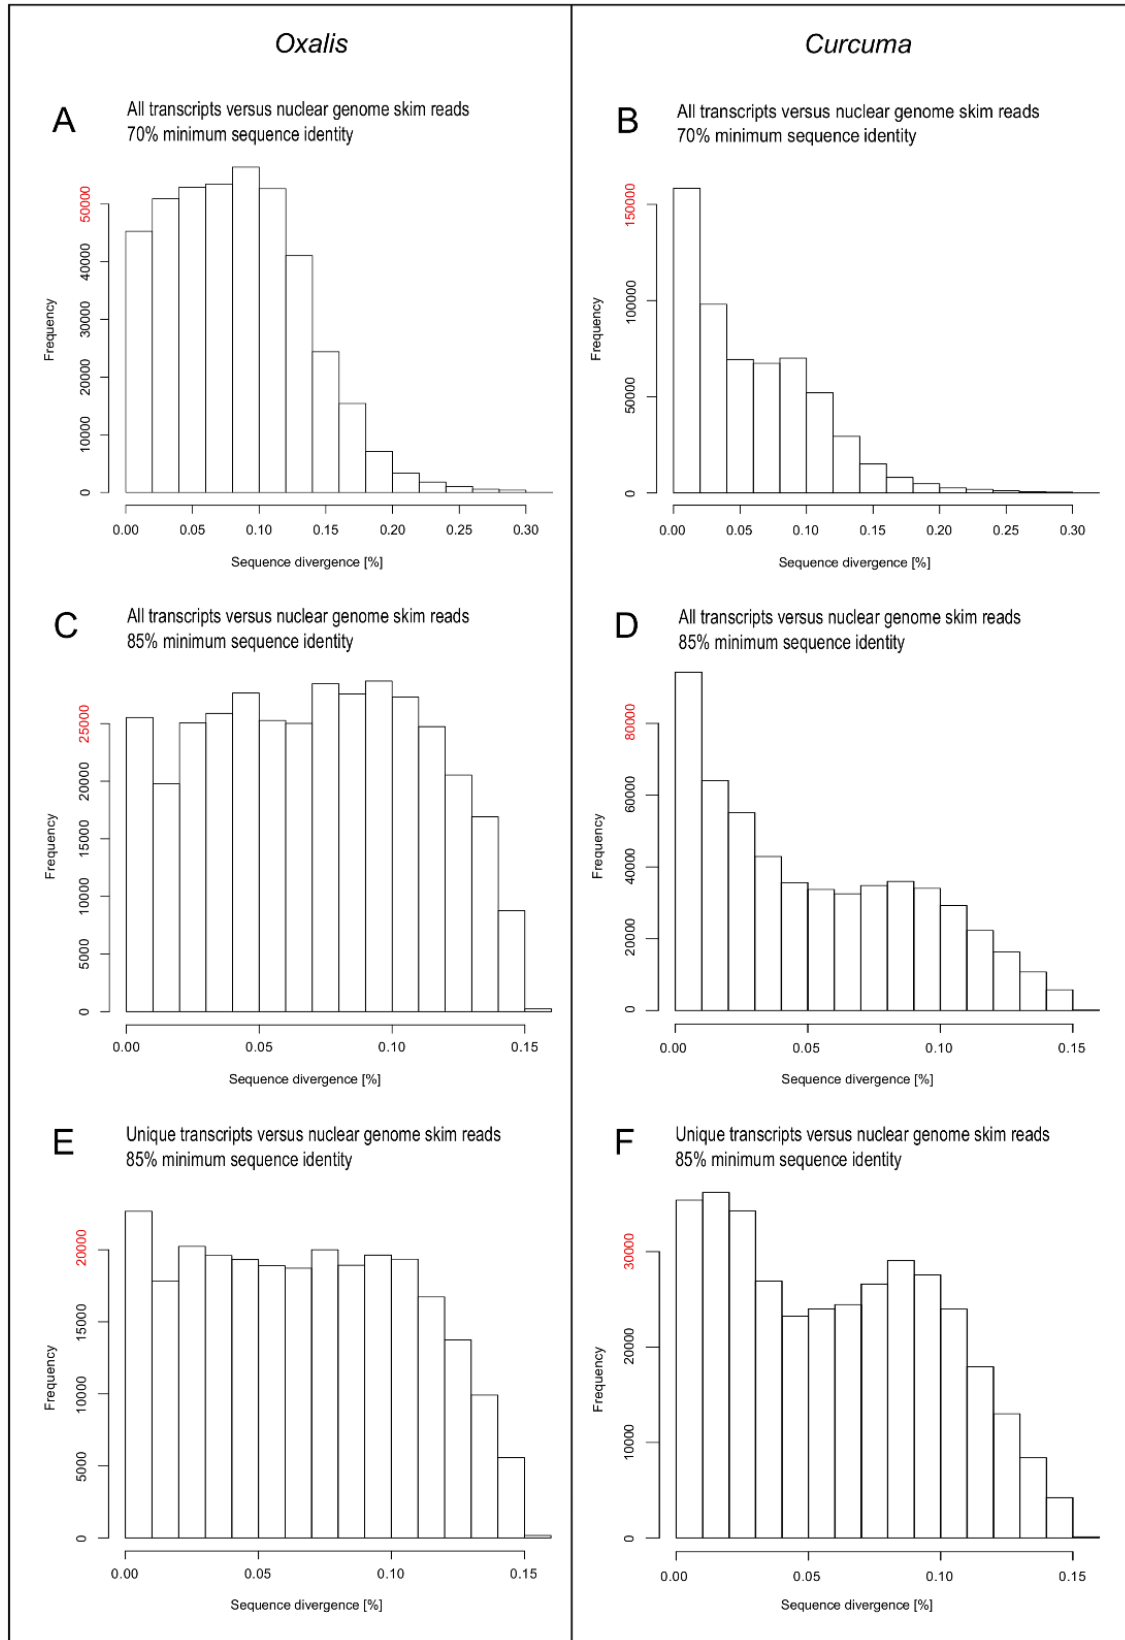 Oxalis
Curcuma
A
All transcripts versus nuclear genome skim reads
70% minimum sequence identity
Frequency
0
10000
20000
30000
40000
50000
0.00
0.05
0.10
0.15
0.20
0.25
0.30
Sequence divergence [%]
B
All transcripts versus nuclear genome skim reads
70% minimum sequence identity
Frequency
0
50000
100000
150000
0.00
0.05
0.10
0.15
0.20
0.25
0.30
Sequence divergence [%]
C
All transcripts versus nuclear genome skim reads
85% minimum sequence identity
Frequency
0
5000
10000
15000
20000
25000
0.00
0.05
0.10
0.15
Sequence divergence [%]
D
All transcripts versus nuclear genome skim reads
85% minimum sequence identity
Frequency
0
20000
40000
60000
80000
0.00
0.05
0.10
0.15
Sequence divergence [%]
E
Unique transcripts versus nuclear genome skim reads
85% minimum sequence identity
Frequency
0
5000
10000
15000
20000
0.00
0.05
0.10
0.15
Sequence divergence [%]
F
Unique transcripts versus nuclear genome skim reads
85% minimum sequence identity
Frequency
0
10000
20000
30000
0.00
0.05
0.10
0.15
Sequence divergence [%]